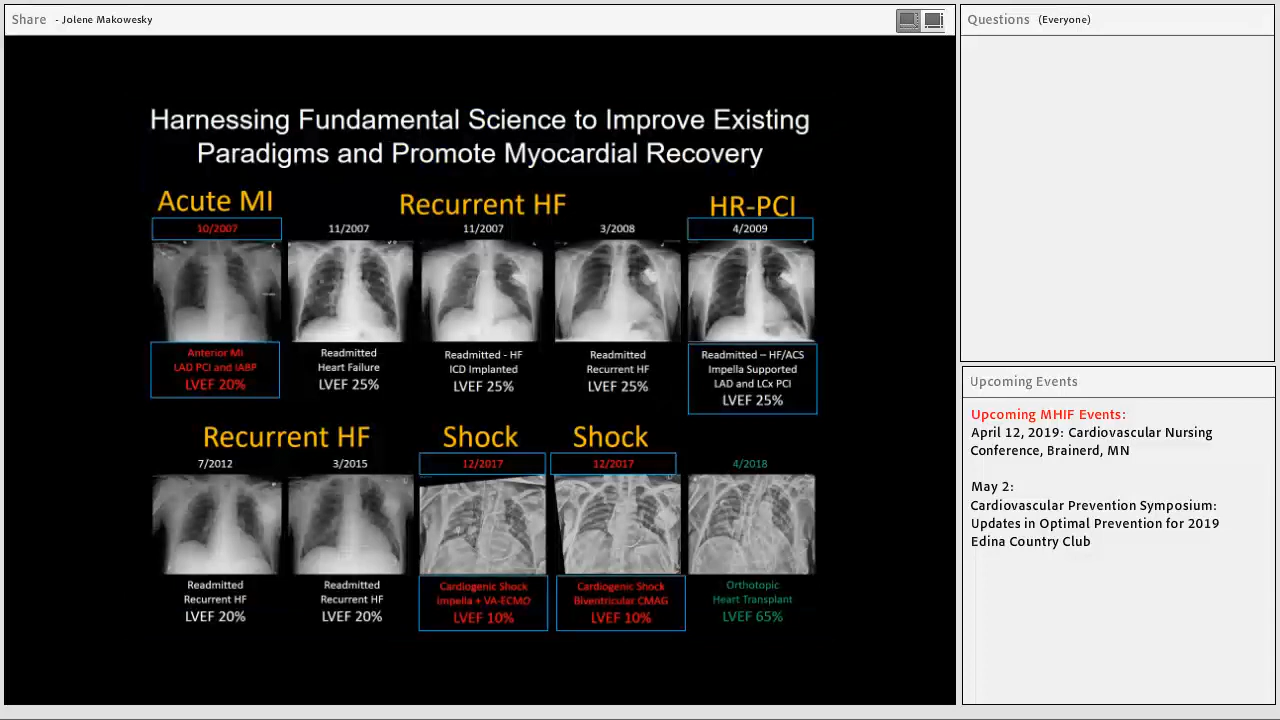 Share - Jolene Makowesky
Harnessing Fundamental Science to Improve Existing
Paradigms and Promote Myocardial Recovery
Acute MI
Recurrent HF
HR-PCI
10/2007
11/2007
11/2007
3/2008
4/2009
Anterior MI
LAD PCI and IABP
LVEF 20%
Readmitted
Heart Failure
LVEF 25%
Readmitted - HF
ICD Implanted
LVEF 25%
Readmitted
Recurrent HF
LVEF 25%
Readmitted – HF/ACS
Impella Supported
LAD and LCx PCI
LVEF 25%
Recurrent HF
Shock
Shock
7/2012
3/2015
12/2017
12/2017
4/2018
Readmitted
Recurrent HF
LVEF 20%
Readmitted
Recurrent HF
LVEF 20%
Cardiogenic Shock
Impella + VA-ECMO
LVEF 10%
Cardiogenic Shock
Biventricular CMAG
LVEF 10%
Orthotopic
Heart Transplant
LVEF 65%
Questions (Everyone)
Upcoming Events
Upcoming MHIF Events:
April 12, 2019: Cardiovascular Nursing
Conference, Brainerd, MN
May 2:
Cardiovascular Prevention Symposium:
Updates in Optimal Prevention for 2019
Edina Country Club